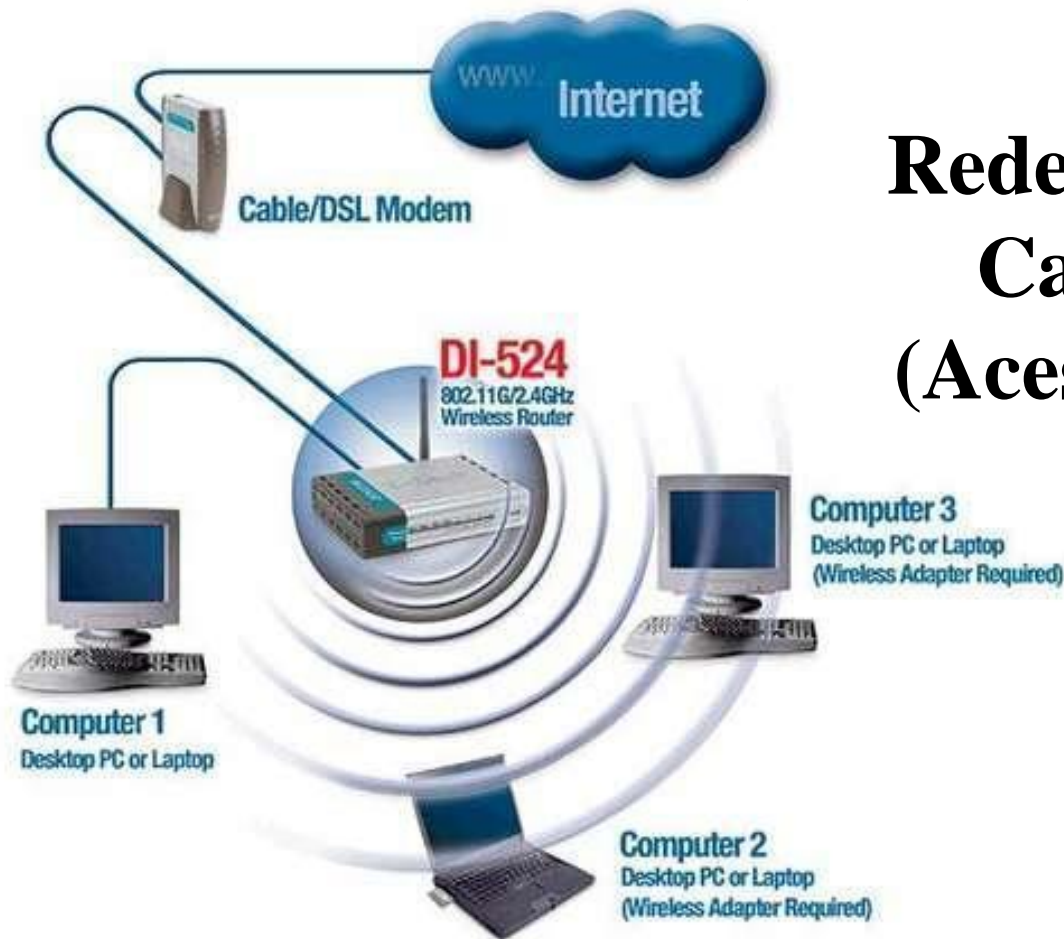 www.
Internet
Cable/DSL Modem
Rede
Ca
(Aces
DI-524
802.11G/2.4GHz
Wireless Router
Computer 3
Desktop PC or Laptop
(Wireless Adapter Required)
Computer 1
Desktop PC or Laptop
Computer 2
Desktop PC or Laptop
(Wireless Adapter Required)